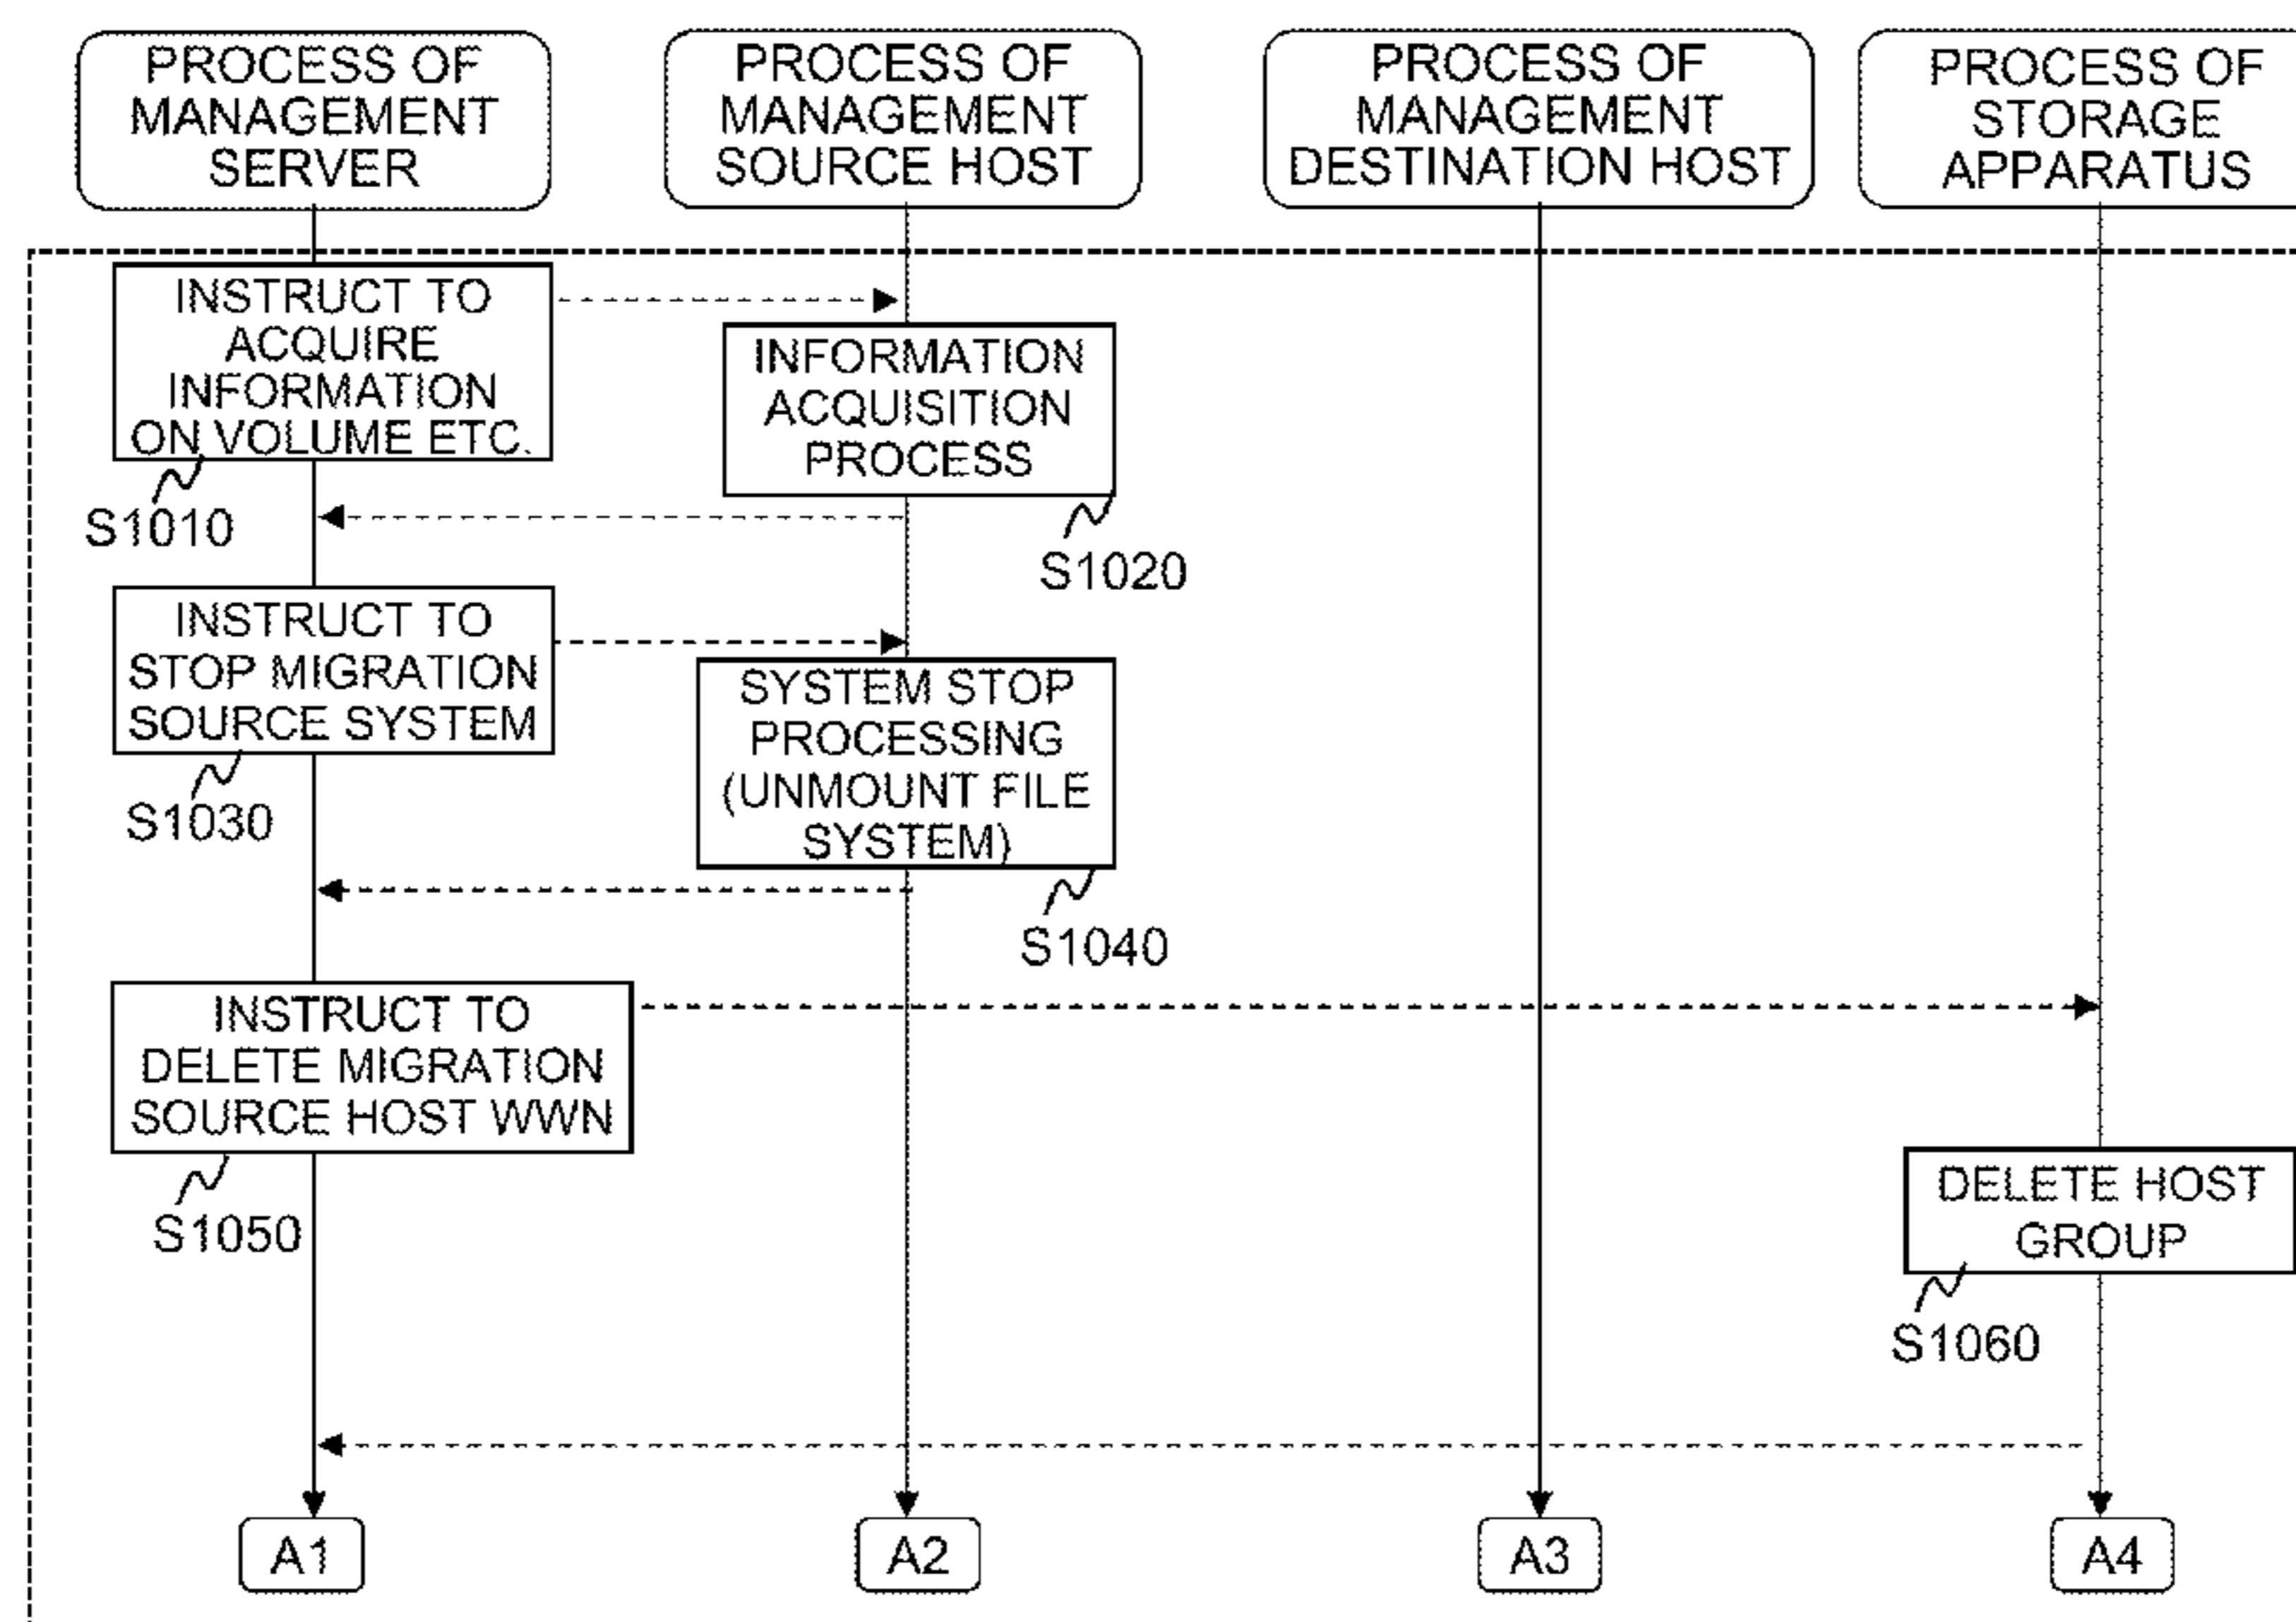 PROCESS OF
MANAGEMENT
SERVER
PROCESS OF
MANAGEMENT
SOURCE HOST
PROCESS OF
MANAGEMENT
DESTINATION HOST
PROCESS OF
STORAGE
APPARATUS
INSTRUCT TO
ACQUIRE
INFORMATION
ON VOLUME ETC.
S1010
INFORMATION
ACQUISITION
PROCESS
S1020
INSTRUCT TO
STOP MIGRATION
SOURCE SYSTEM
S1030
SYSTEM STOP
PROCESSING
(UNMOUNT FILE
SYSTEM)
S1040
INSTRUCT TO
DELETE MIGRATION
SOURCE HOST WWN
S1050
DELETE HOST
GROUP
S1060
A1
A2
A3
A4